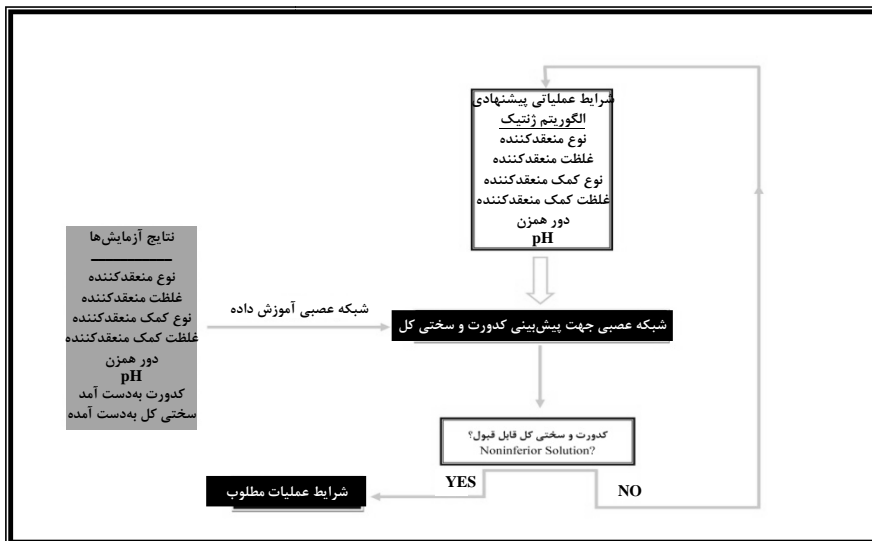 شرایط عملیاتی پیشنهادی
الگوریتم ژنتیک
نوع منعقدکننده
غلظت منعقدکننده
نوع کمک منعقدکننده
غلظت کمک منعقدکننده
دور همزن
pH
نتایج آزمایش‌ها
نوع منعقدکننده
غلظت منعقدکننده
نوع کمک منعقدکننده
غلظت کمک منعقدکننده
دور همزن
pH
کدورت به‌دست آمد
سختی کل به‌دست آمده
شبکه عصبی آموزش داده
شبکه عصبی جهت پیش‌بینی کدورت و سختی کل
کدورت و سختی کل قابل قبول؟
Noninferior Solution?
YES
NO
شرایط عملیات مطلوب